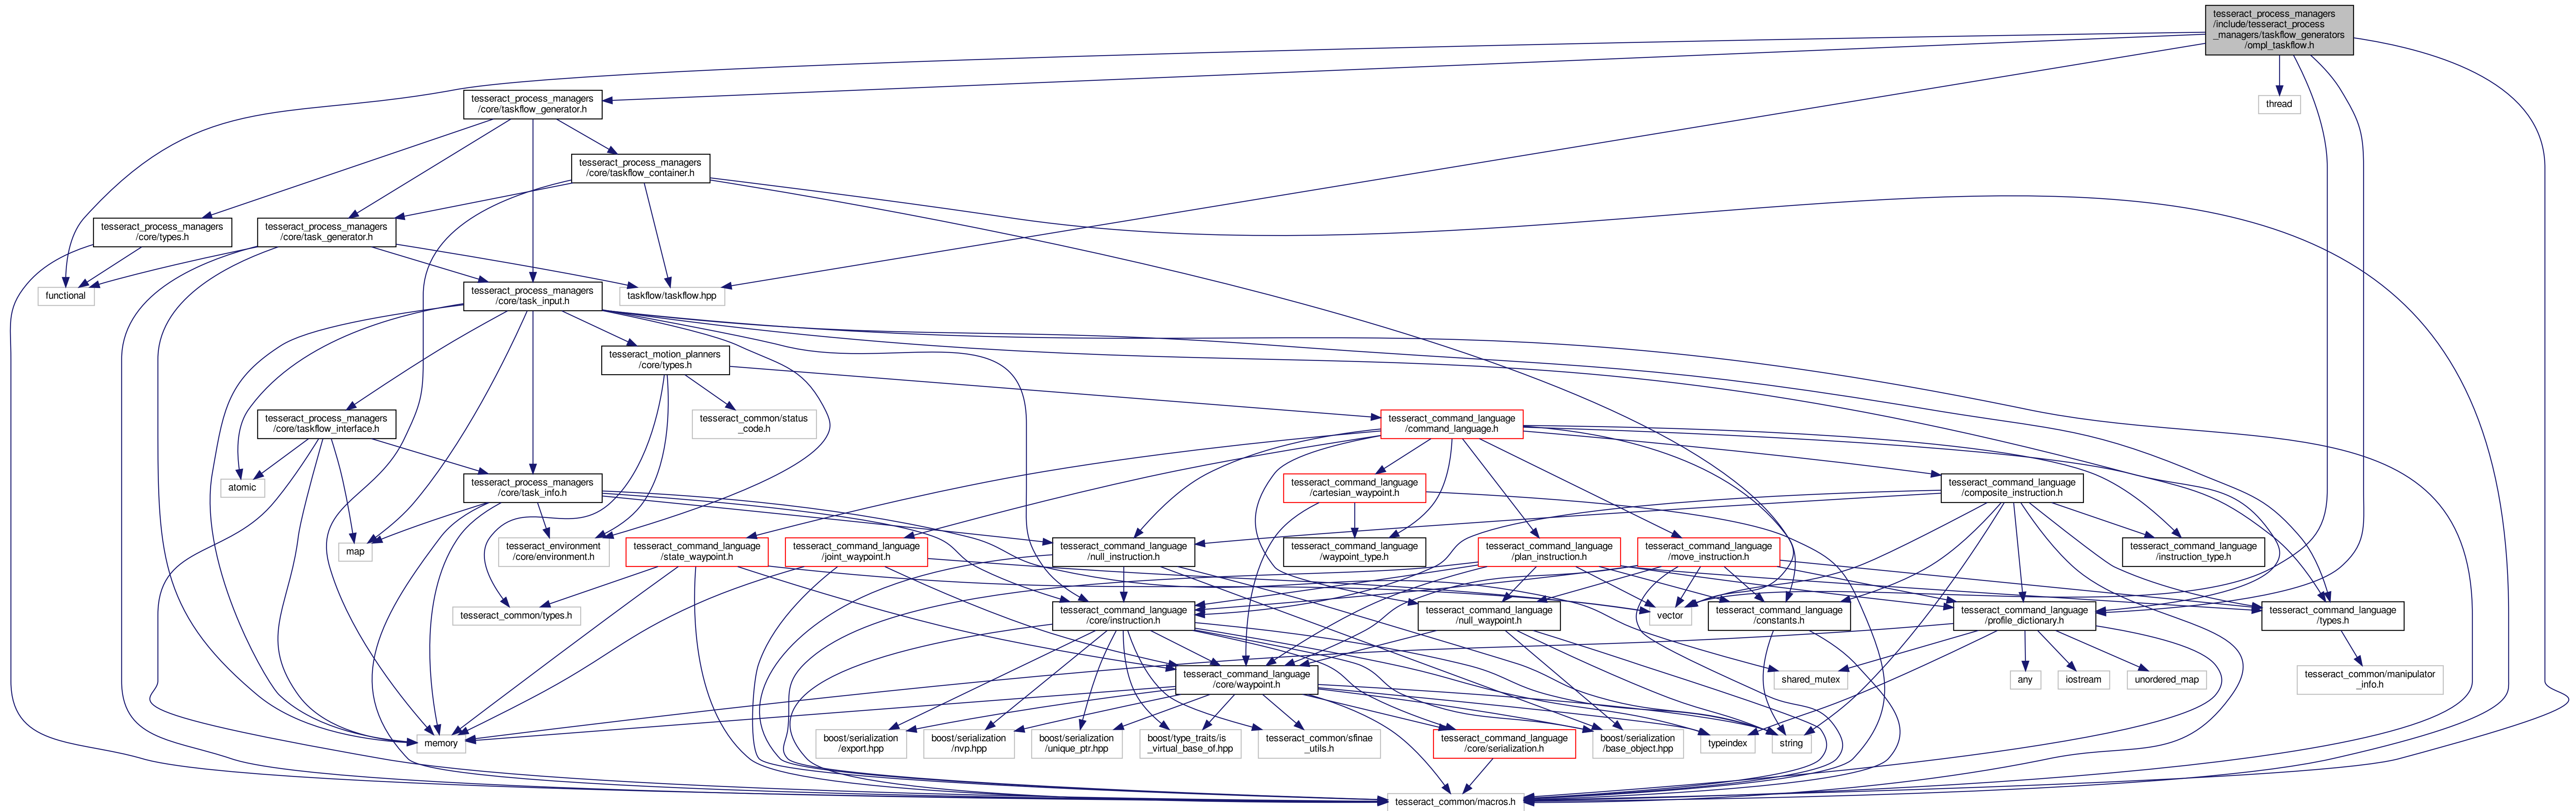 tesseract_process_managers
/include/tesseract_process
_managers/taskflow_generators
/ompl_taskflow.h
tesseract_process_managers
/core/taskflow_generator.h
thread
tesseract_process_managers
/core/taskflow_container.h
tesseract_process_managers
/core/types.h
tesseract_process_managers
/core/task_generator.h
functional
tesseract_process_managers
/core/task_input.h
taskflow/taskflow.hpp
tesseract_motion_planners
/core/types.h
tesseract_process_managers
/core/taskflow_interface.h
tesseract_common/status
_code.h
tesseract_command_language
/command_language.h
atomic
tesseract_process_managers
/core/task_info.h
tesseract_command_language
/cartesian_waypoint.h
tesseract_command_language
/composite_instruction.h
map
tesseract_environment
/core/environment.h
tesseract_command_language
/state_waypoint.h
tesseract_command_language
/joint_waypoint.h
tesseract_command_language
/null_instruction.h
tesseract_command_language
/waypoint_type.h
tesseract_command_language
/plan_instruction.h
tesseract_command_language
/move_instruction.h
tesseract_command_language
/instruction_type.h
tesseract_common/types.h
tesseract_command_language
/core/instruction.h
tesseract_command_language
/null_waypoint.h
vector
tesseract_command_language
/constants.h
tesseract_command_language
/profile_dictionary.h
tesseract_command_language
/types.h
tesseract_command_language
/core/waypoint.h
shared_mutex
any
iostream
unordered_map
tesseract_common/manipulator
_info.h
memory
boost/serialization
/export.hpp
boost/serialization
/nvp.hpp
boost/serialization
/unique_ptr.hpp
boost/type_traits/is
_virtual_base_of.hpp
tesseract_common/sfinae
_utils.h
tesseract_command_language
/core/serialization.h
boost/serialization
/base_object.hpp
typeindex
string
tesseract_common/macros.h